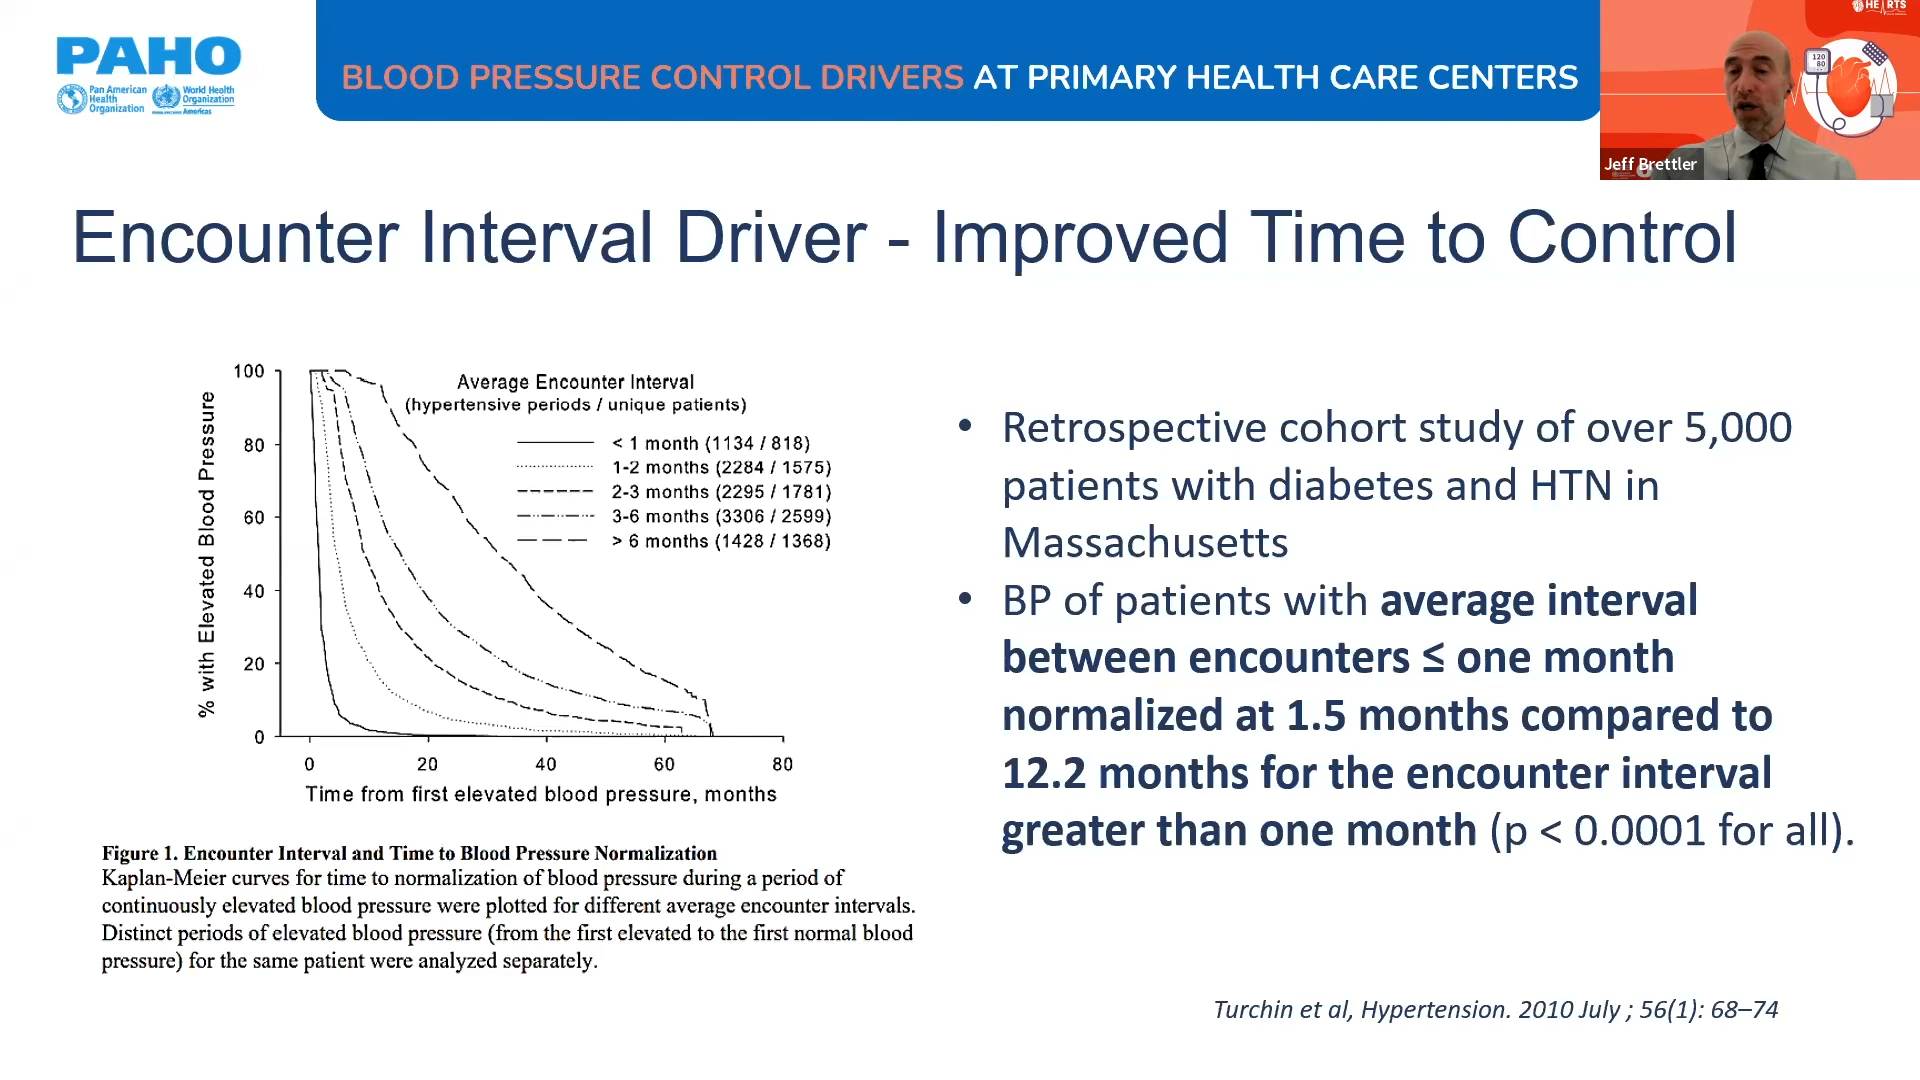 PAHO
Pan American
Health
Organization
World Health
Organization
Americas
BLOOD PRESSURE CONTROL DRIVERS AT PRIMARY HEALTH CARE CENTERS
HEARTS
120
80
Jeff Brettler
Encounter Interval Driver - Improved Time to Control
Average Encounter Interval
(hypertensive periods / unique patients)
< 1 month (1134 / 818)
1-2 months (2284 / 1575)
2-3 months (2295 / 1781)
3-6 months (3306 / 2599)
> 6 months (1428 / 1368)
% with Elevated Blood Pressure
100
80
60
40
20
0
0 20 40 60 80
Time from first elevated blood pressure, months
Figure 1. Encounter Interval and Time to Blood Pressure Normalization
Kaplan-Meier curves for time to normalization of blood pressure during a period of
continuously elevated blood pressure were plotted for different average encounter intervals.
Distinct periods of elevated blood pressure (from the first elevated to the first normal blood
pressure) for the same patient were analyzed separately.
• Retrospective cohort study of over 5,000
patients with diabetes and HTN in
Massachusetts
• BP of patients with average interval
between encounters ≤ one month
normalized at 1.5 months compared to
12.2 months for the encounter interval
greater than one month (p < 0.0001 for all).
Turchin et al, Hypertension. 2010 July ; 56(1): 68–74